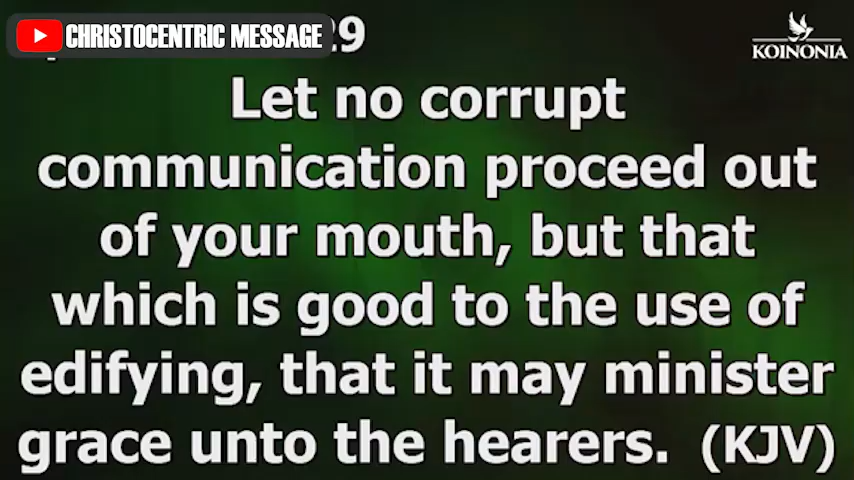 CHRISTOCENTRIC MESSAGE
29
KOINONIA
Let no corrupt
communication proceed out
of your mouth, but that
which is good to the use of
edifying, that it may minister
grace unto the hearers. (KJV)